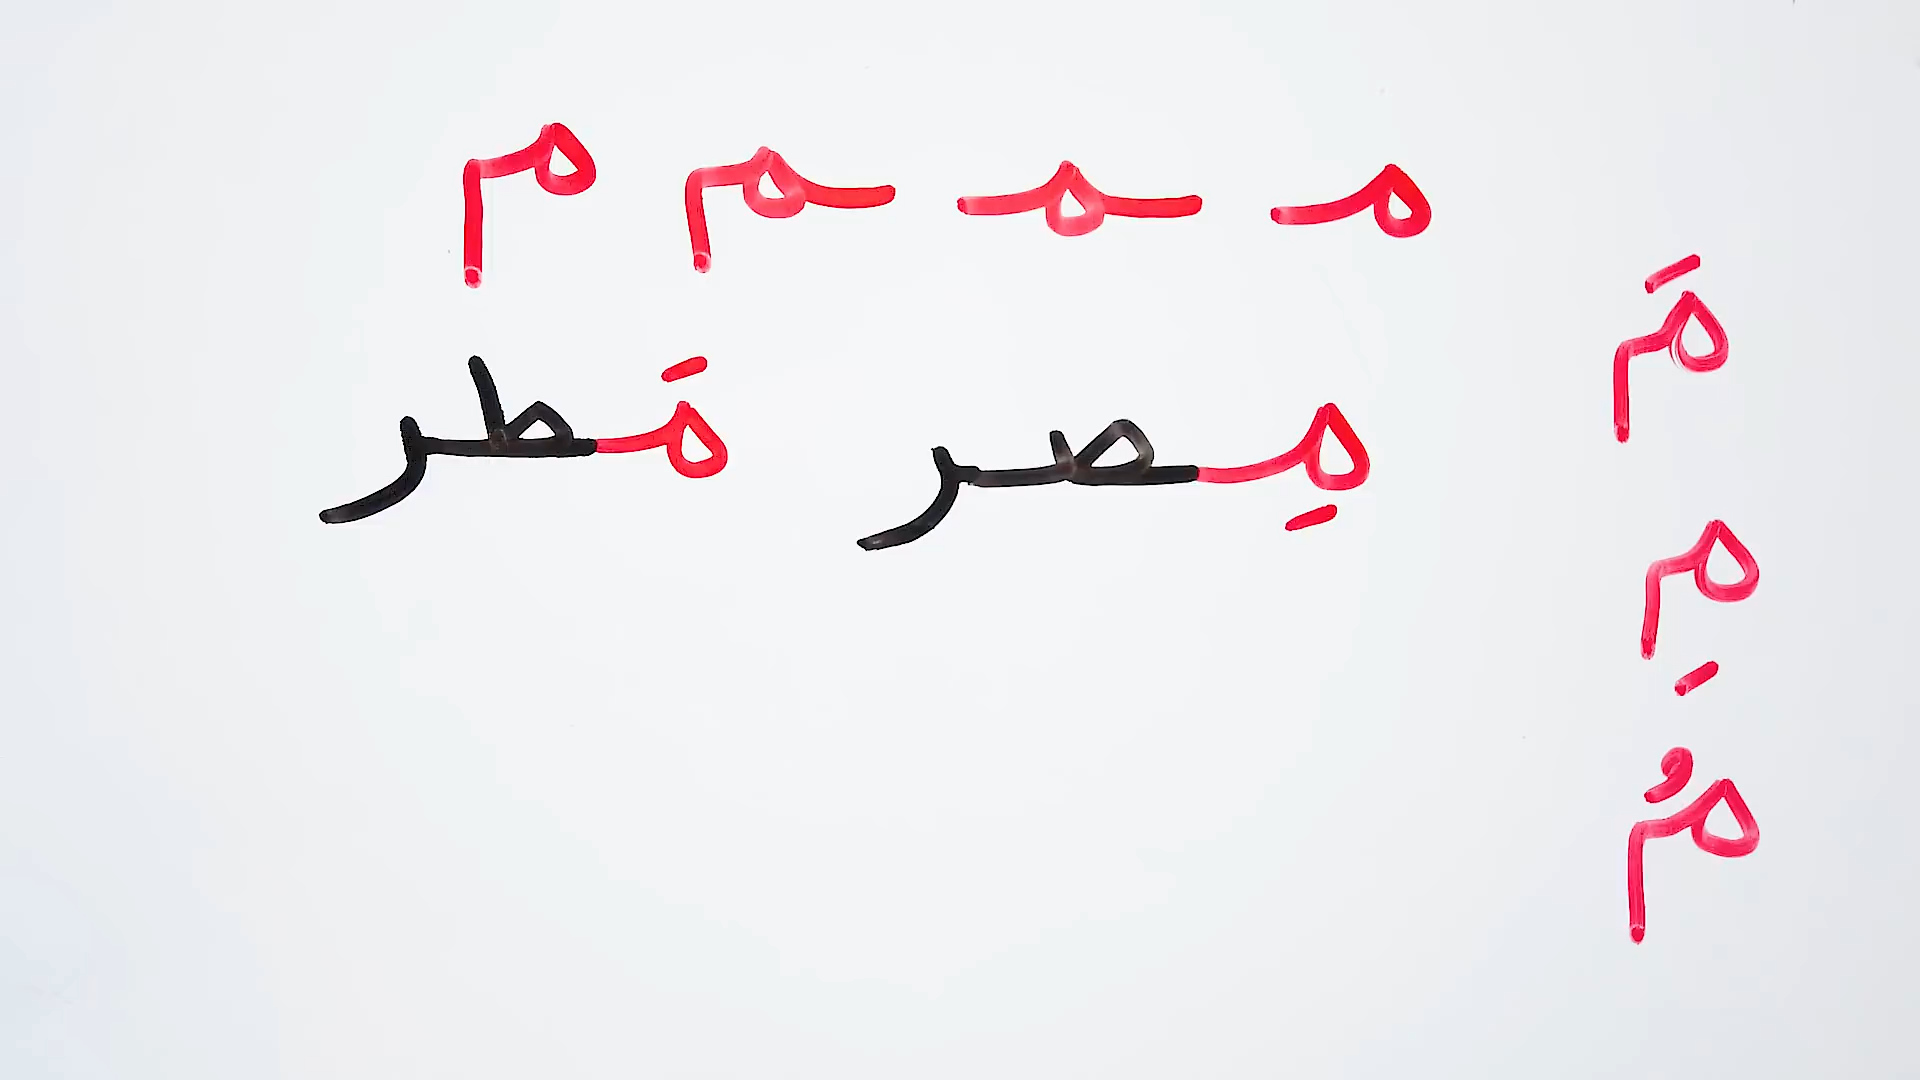 مـ ـمـ ـم م
مَ
مِصر مَطر
مِ
مُ